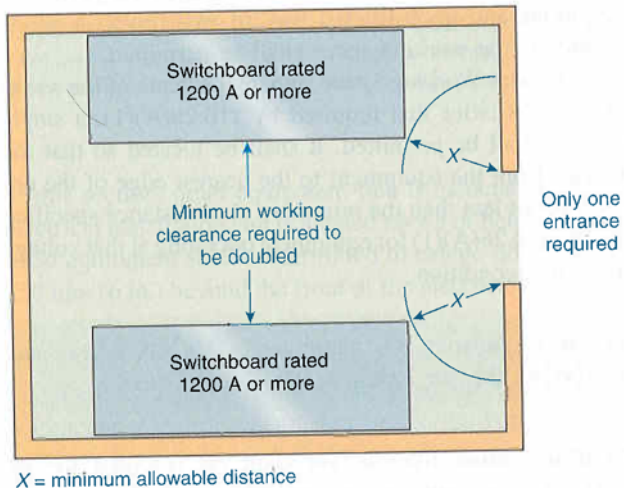 Switchboard rated
1200 A or more
X
Minimum working
clearance required to
be doubled
Only one
entrance
required
X
Switchboard rated
1200 A or more
X = minimum allowable distance